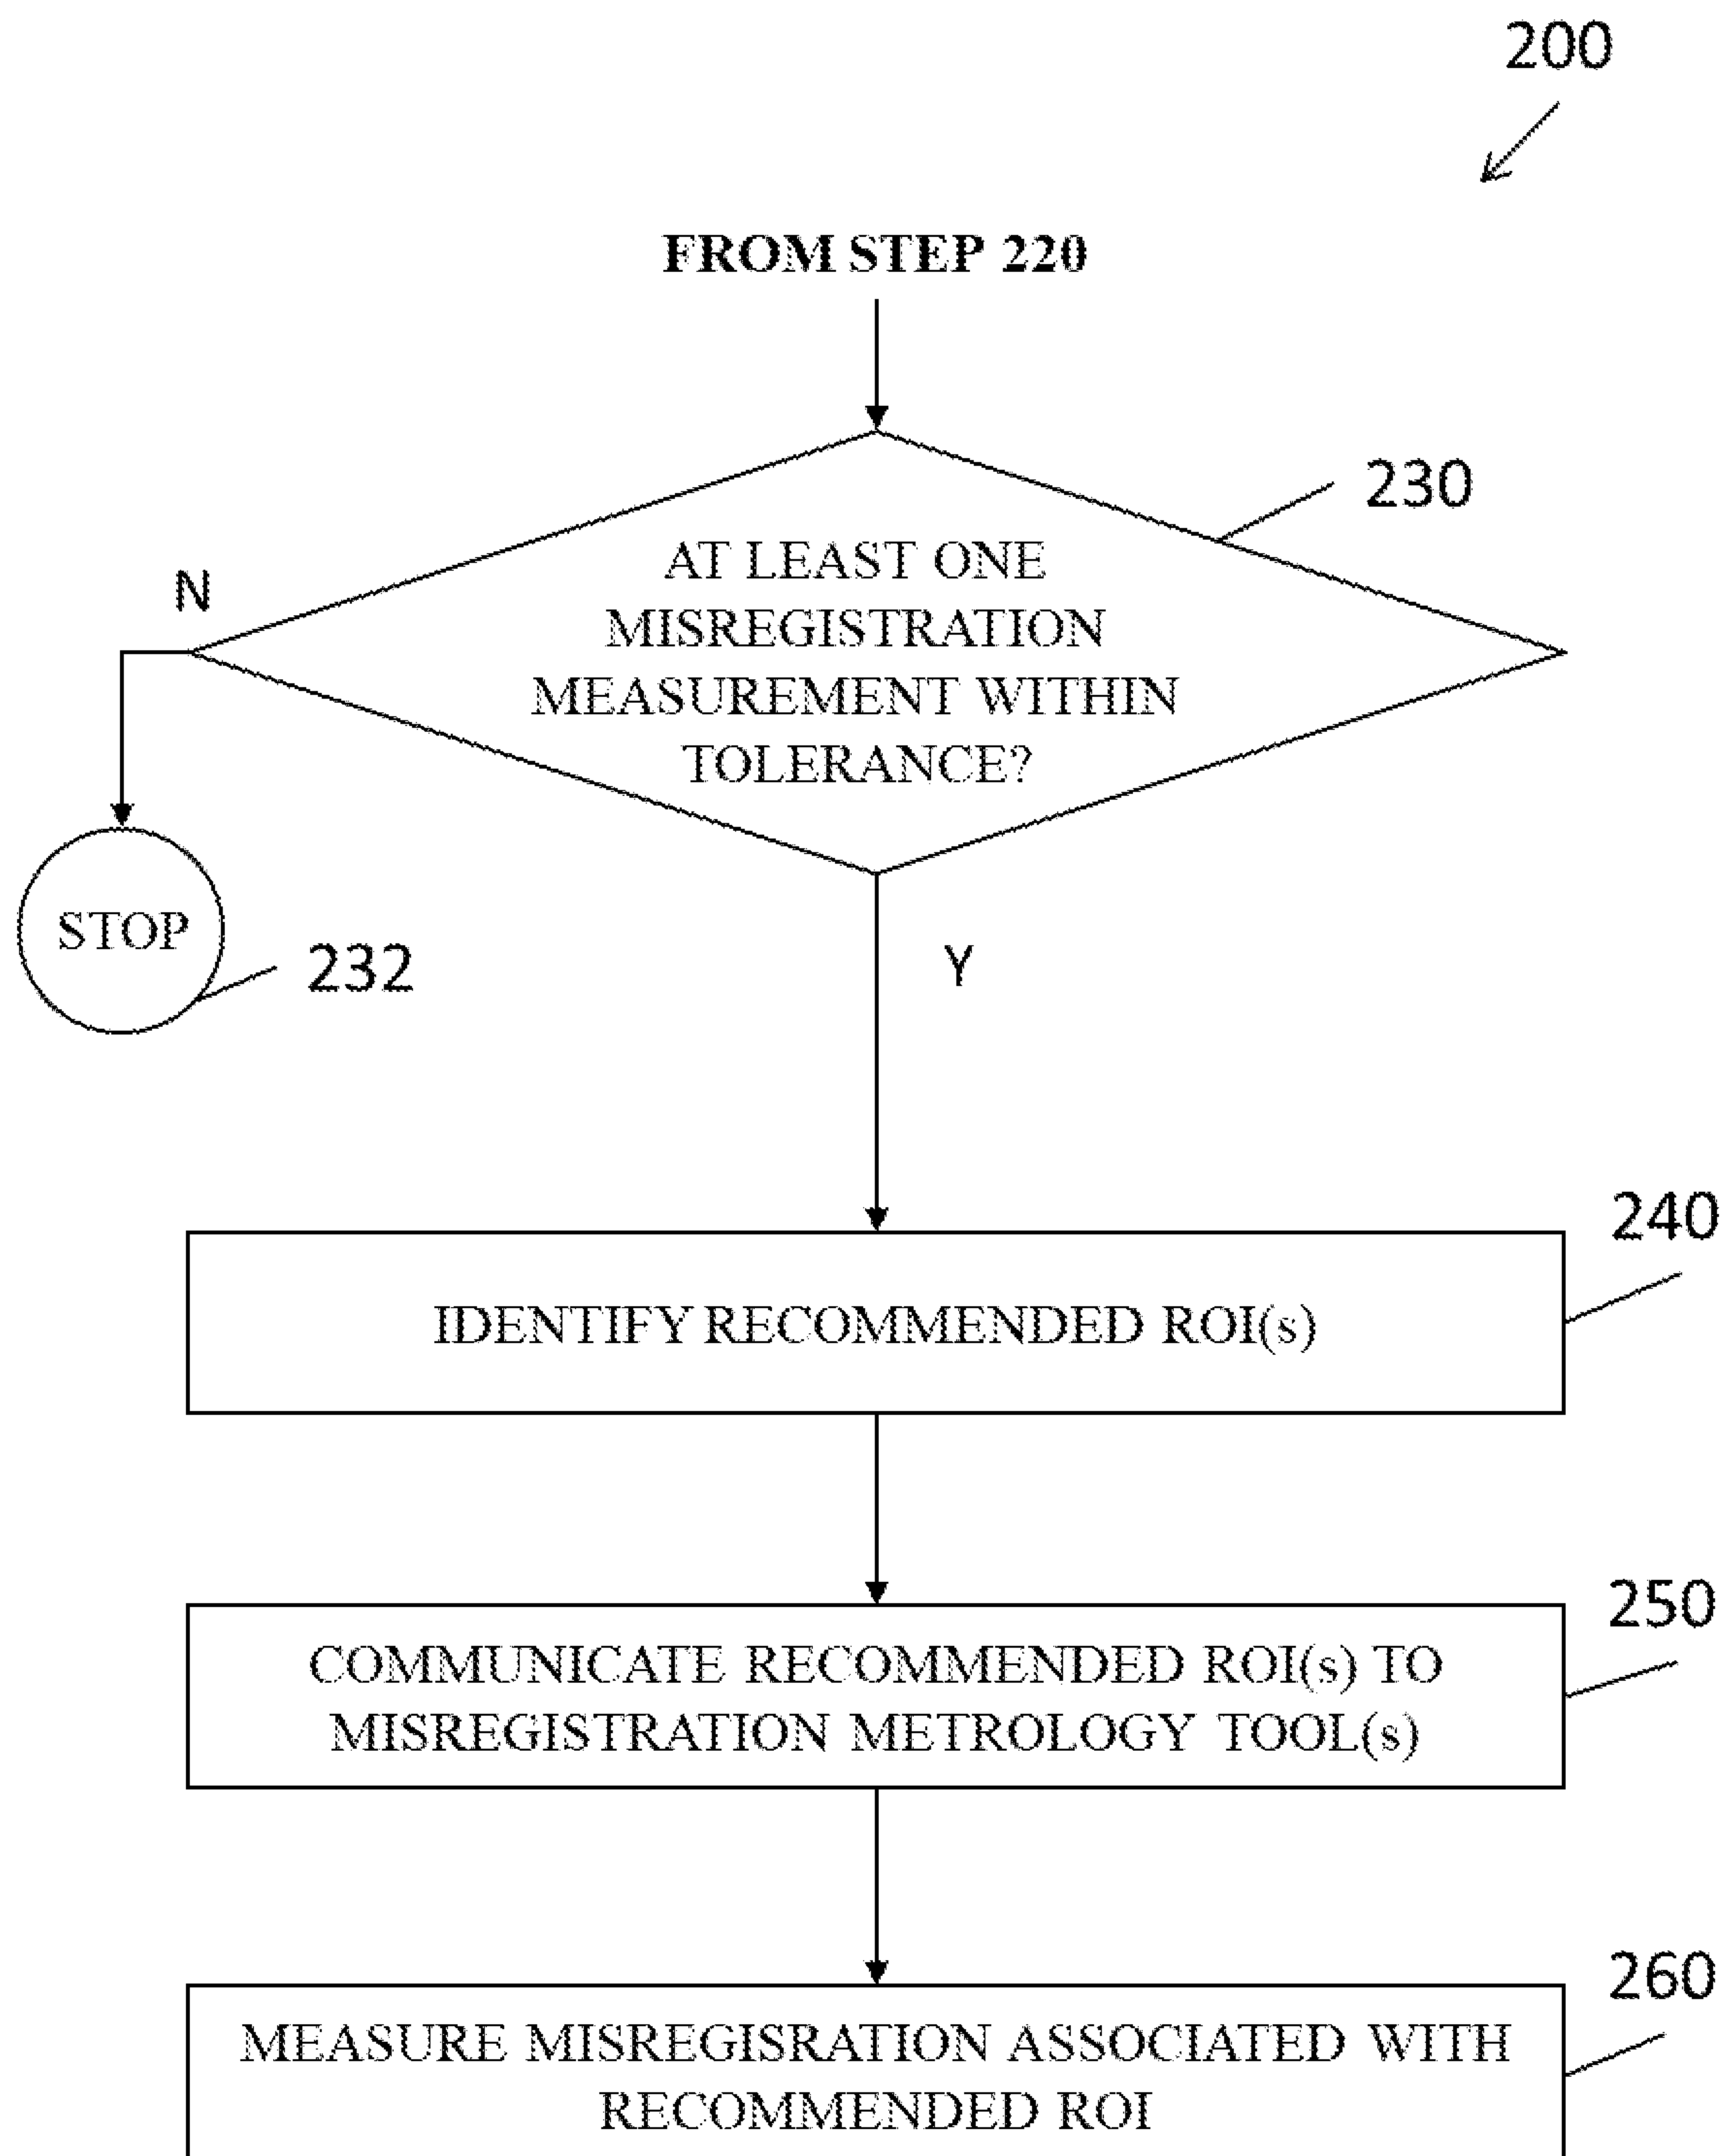 200
FROM STEP 220
230
N
AT LEAST ONE
MISREGISTRATION
MEASUREMENT WITHIN
TOLERANCE?
STOP
232
Y
240
IDENTIFY RECOMMENDED ROI(s)
250
COMMUNICATE RECOMMENDED ROI(s) TO
MISREGISTRATION METROLOGY TOOL(s)
260
MEASURE MISREGISRATION ASSOCIATED WITH
RECOMMENDED ROI